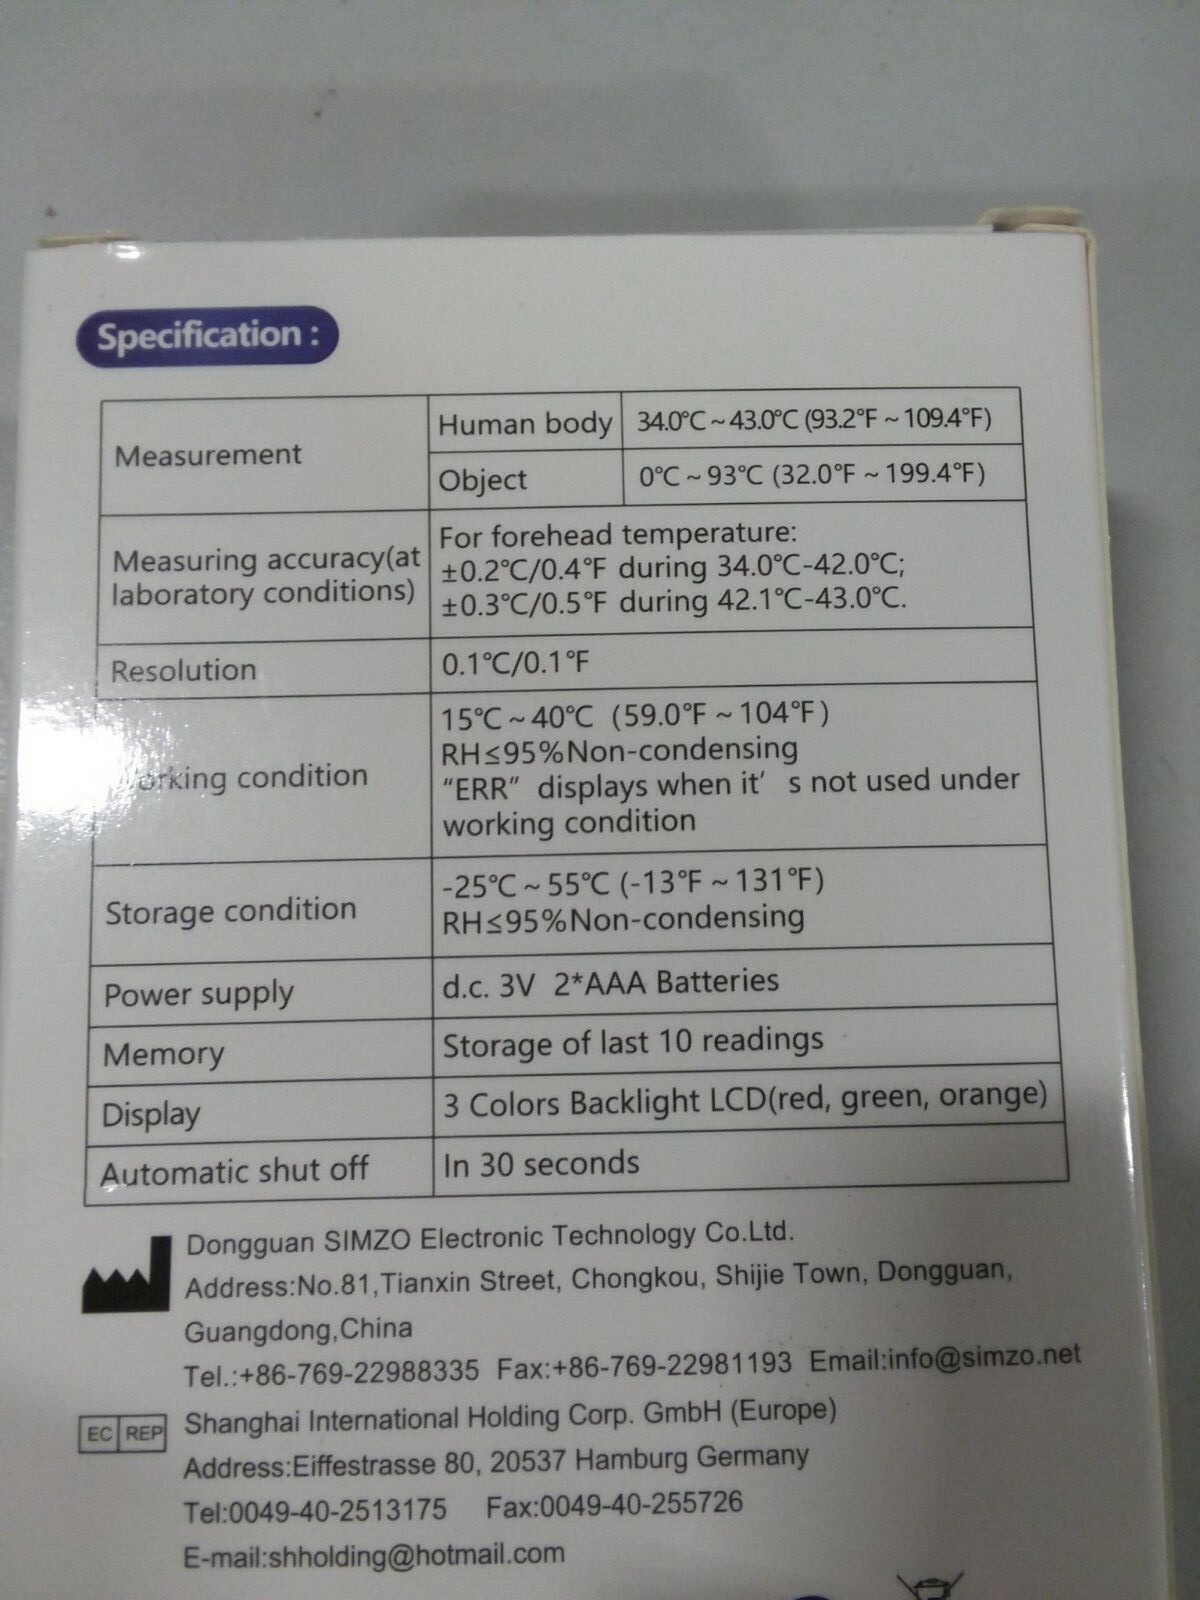 Specification :
Measurement
Human body
34.0℃ ~ 43.0℃ (93.2℉ ~ 109.4℉)
Object
0℃ ~ 93℃ (32.0℉ ~ 199.4℉)
Measuring accuracy(at
laboratory conditions)
For forehead temperature:
±0.2℃/0.4℉ during 34.0℃-42.0℃;
±0.3℃/0.5℉ during 42.1℃-43.0℃.
Resolution
0.1℃/0.1℉
Working condition
15℃ ~ 40℃ (59.0℉ ~ 104℉)
RH≤95%Non-condensing
“ERR” displays when it’ s not used under
working condition
Storage condition
-25℃ ~ 55℃ (-13℉ ~ 131℉)
RH≤95%Non-condensing
Power supply
d.c. 3V 2*AAA Batteries
Memory
Storage of last 10 readings
Display
3 Colors Backlight LCD(red, green, orange)
Automatic shut off
In 30 seconds
Dongguan SIMZO Electronic Technology Co.Ltd.
Address:No.81,Tianxin Street, Chongkou, Shijie Town, Dongguan,
Guangdong,China
Tel.:+86-769-22988335 Fax:+86-769-22981193 Email:info@simzo.net
EC REP
Shanghai International Holding Corp. GmbH (Europe)
Address:Eiffestrasse 80, 20537 Hamburg Germany
Tel:0049-40-2513175 Fax:0049-40-255726
E-mail:shholding@hotmail.com